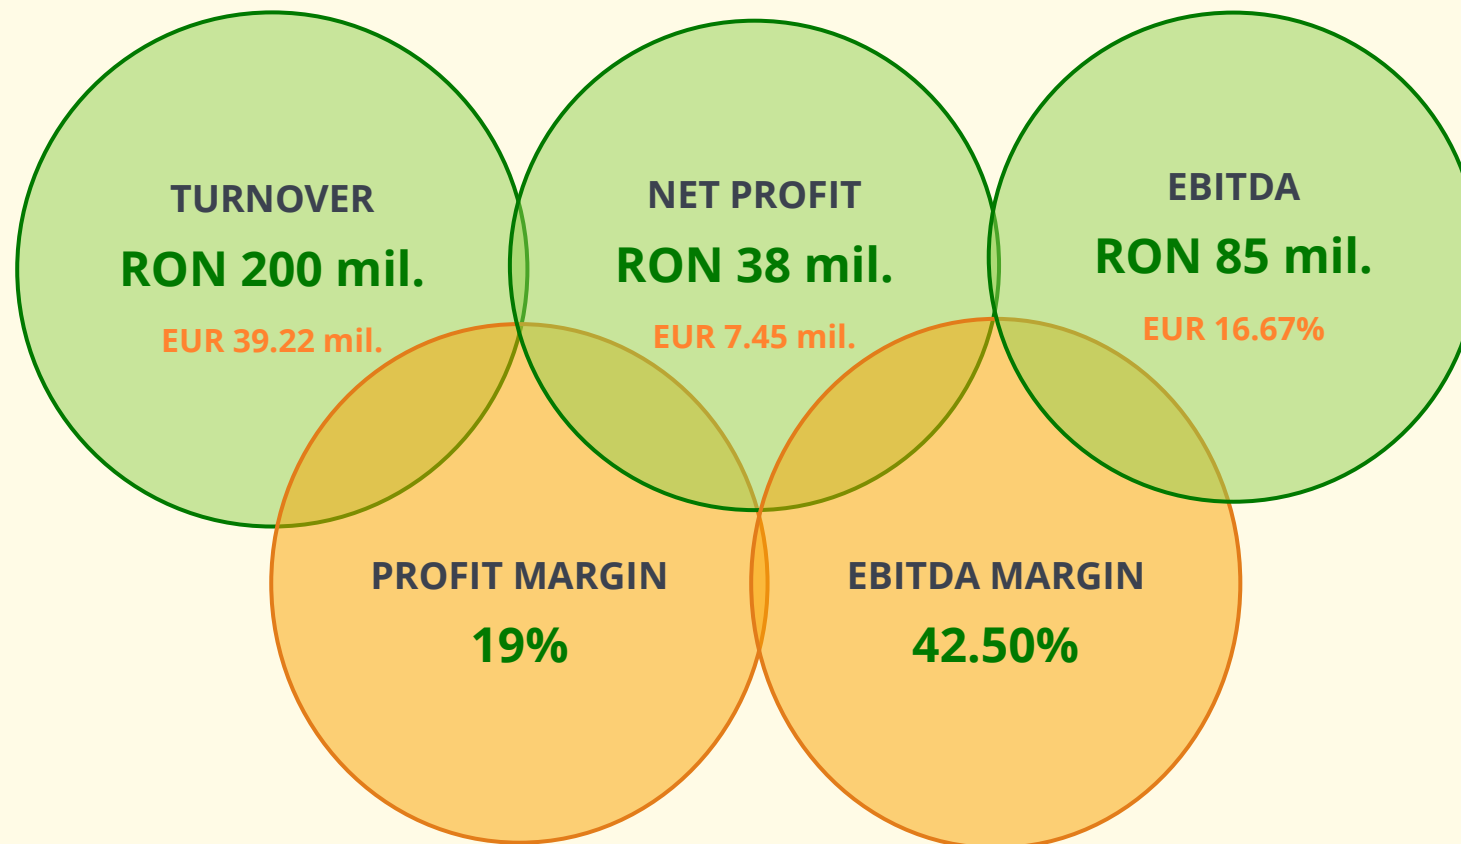 TURNOVER
RON 200 mil.
EUR 39.22 mil.
NET PROFIT
RON 38 mil.
EUR 7.45 mil.
EBITDA
RON 85 mil.
EUR 16.67%
PROFIT MARGIN
19%
EBITDA MARGIN
42.50%